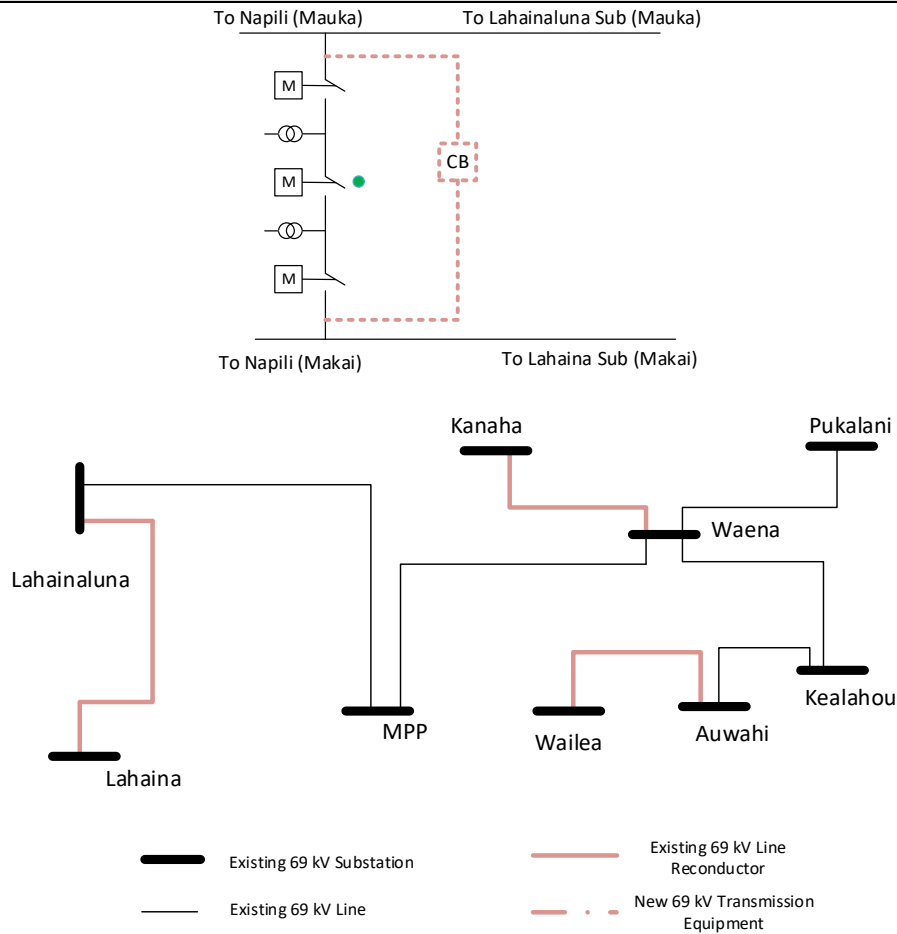 To Napili (Mauka)
To Lahainaluna Sub (Mauka)
M
CB
M
M
To Napili (Makai)
To Lahaina Sub (Makai)
Kanaha
Pukalani
Waena
Lahainaluna
Kealahou
MPP
Wailea
Auwahi
Lahaina
Existing 69 kV Substation
Existing 69 kV Line
Reconductor
Existing 69 kV Line
New 69 kV Transmission
Equipment